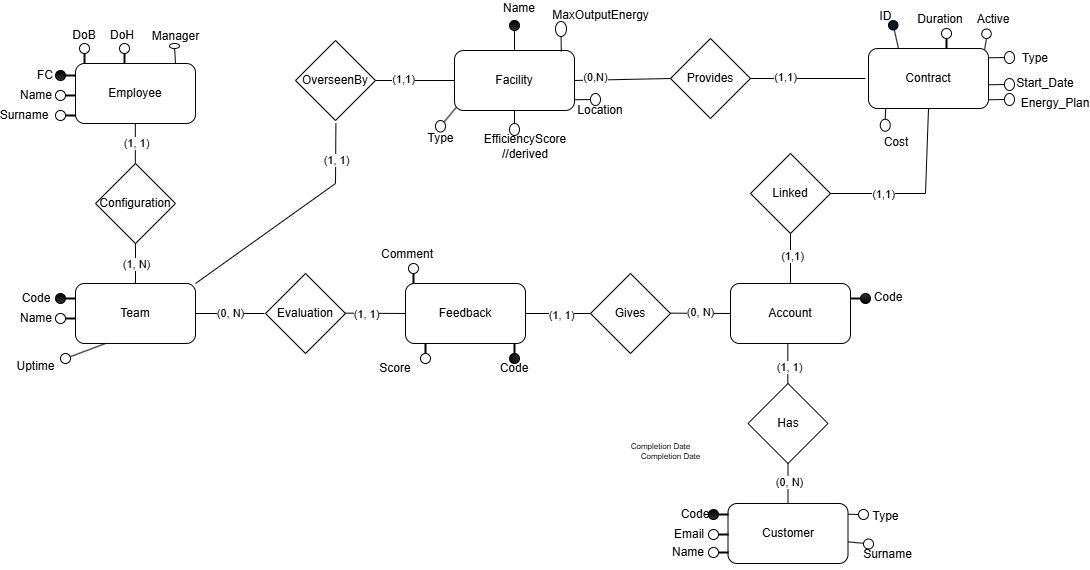 Name
MaxOutputEnergy
ID
Duration
Active
DoB
DoH
Manager
FC
Employee
Name
Surname
OverseenBy
(1,1)
Facility
(0,N)
Provides
(1,1)
Contract
Type
Start_Date
Energy_Plan
Location
Type
EfficiencyScore
//derived
Cost
(1, 1)
(1, 1)
Configuration
Linked
(1,1)
(1, N)
(1,1)
Comment
Code
Name
Team
Uptime
(0, N)
Evaluation
(1, 1)
Feedback
Score
Code
(1, 1)
Gives
(0, N)
Account
Code
(1, 1)
Has
Completion Date
Completion Date
(0, N)
Code
Email
Name
Customer
Type
Surname